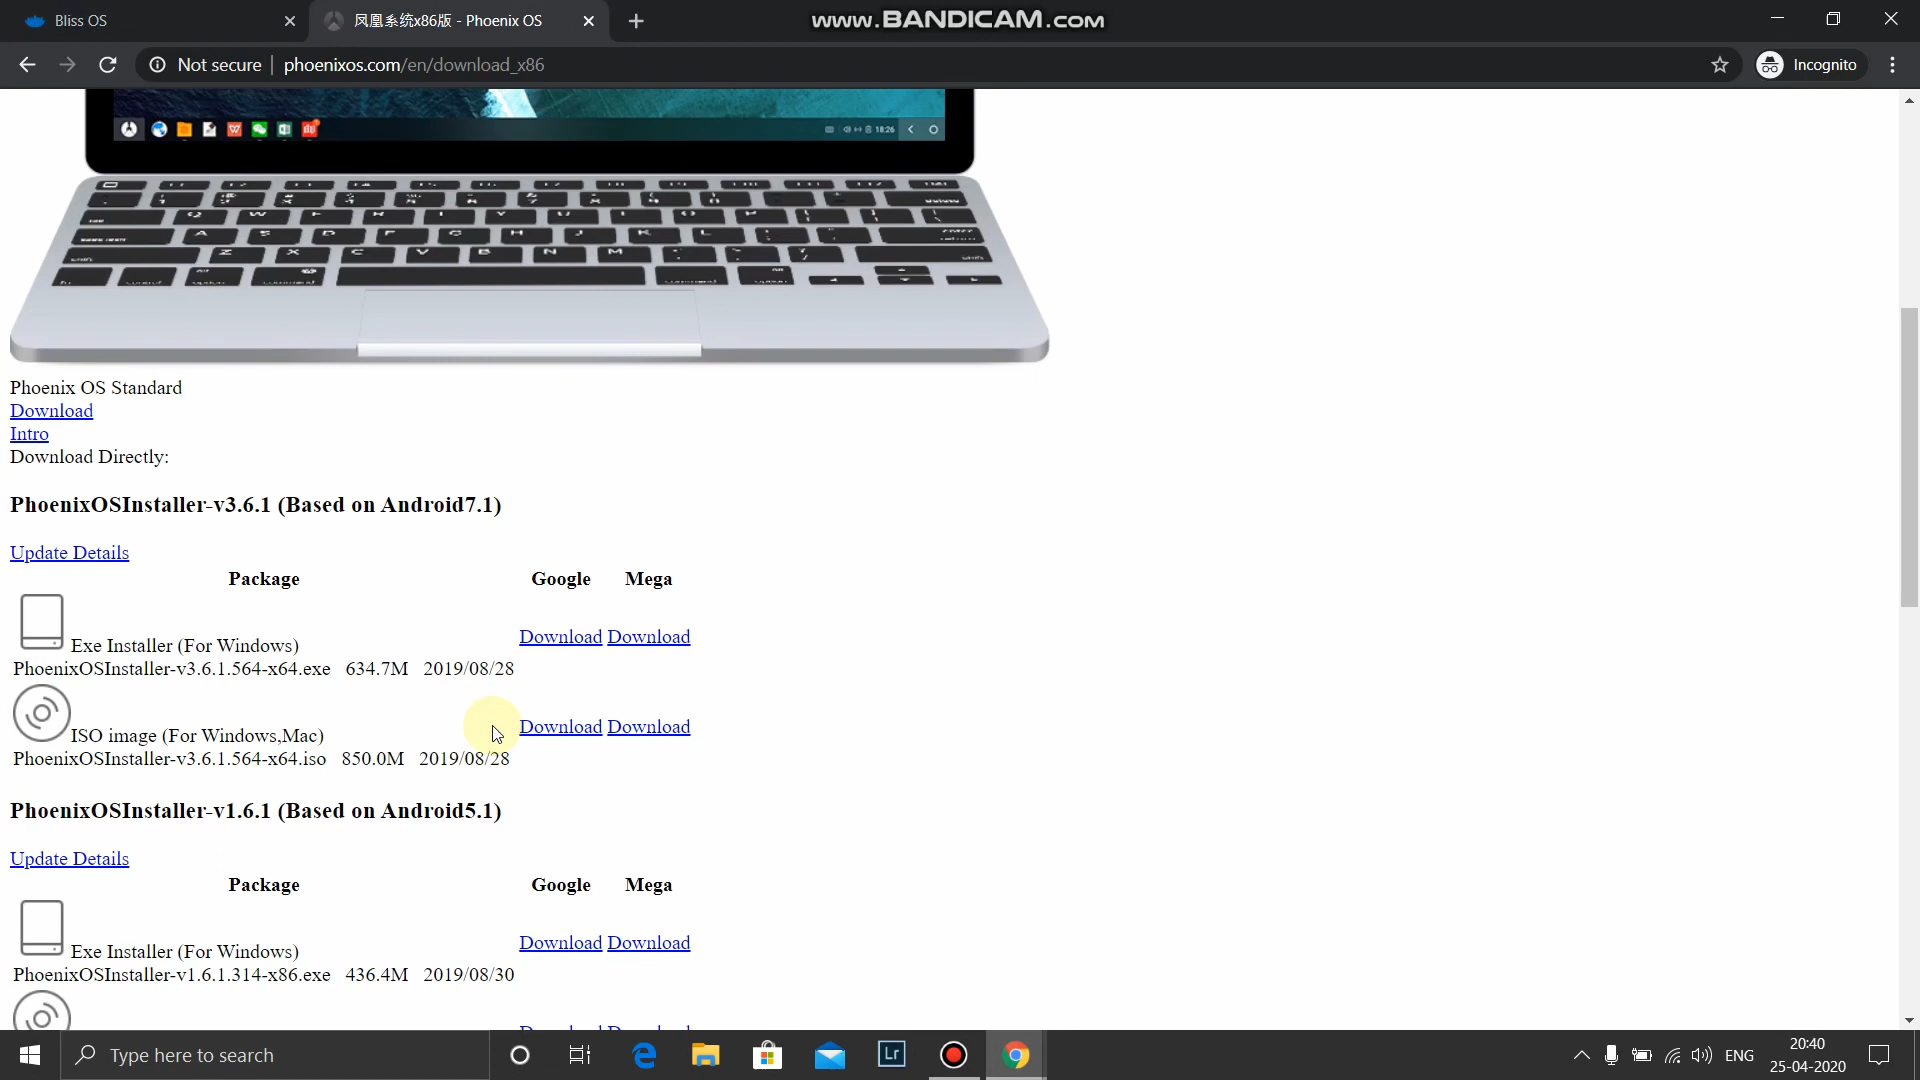 Bliss OS
凤凰系统x86版 - Phoenix OS
www.BANDICAM.com
Not secure
phoenixos.com/en/download_x86
Incognito
18:26
Phoenix OS Standard
Download
Intro
Download Directly:
PhoenixOSInstaller-v3.6.1 (Based on Android7.1)
Update Details
Package Google Mega
Exe Installer (For Windows)
Download Download
PhoenixOSInstaller-v3.6.1.564-x64.exe 634.7M 2019/08/28
ISO image (For Windows,Mac)
Download Download
PhoenixOSInstaller-v3.6.1.564-x64.iso 850.0M 2019/08/28
PhoenixOSInstaller-v1.6.1 (Based on Android5.1)
Update Details
Package Google Mega
Exe Installer (For Windows)
Download Download
PhoenixOSInstaller-v1.6.1.314-x86.exe 436.4M 2019/08/30
Type here to search
Lr
ENG
20:40
25-04-2020